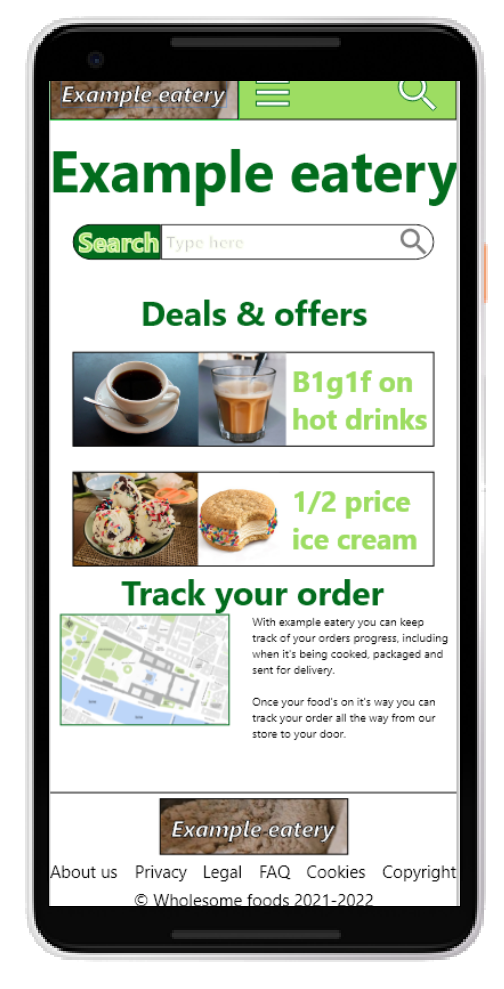 Example eatery
Example eatery
Search Type here
Deals & offers
B1g1f on
hot drinks
1/2 price
ice cream
Track your order
With example eatery you can keep
track of your orders progress, including
when it's being cooked, packaged and
sent for delivery.
Once your food's on it's way you can
track your order all the way from our
store to your door.
Example eatery
About us Privacy Legal FAQ Cookies Copyright
© Wholesome foods 2021-2022